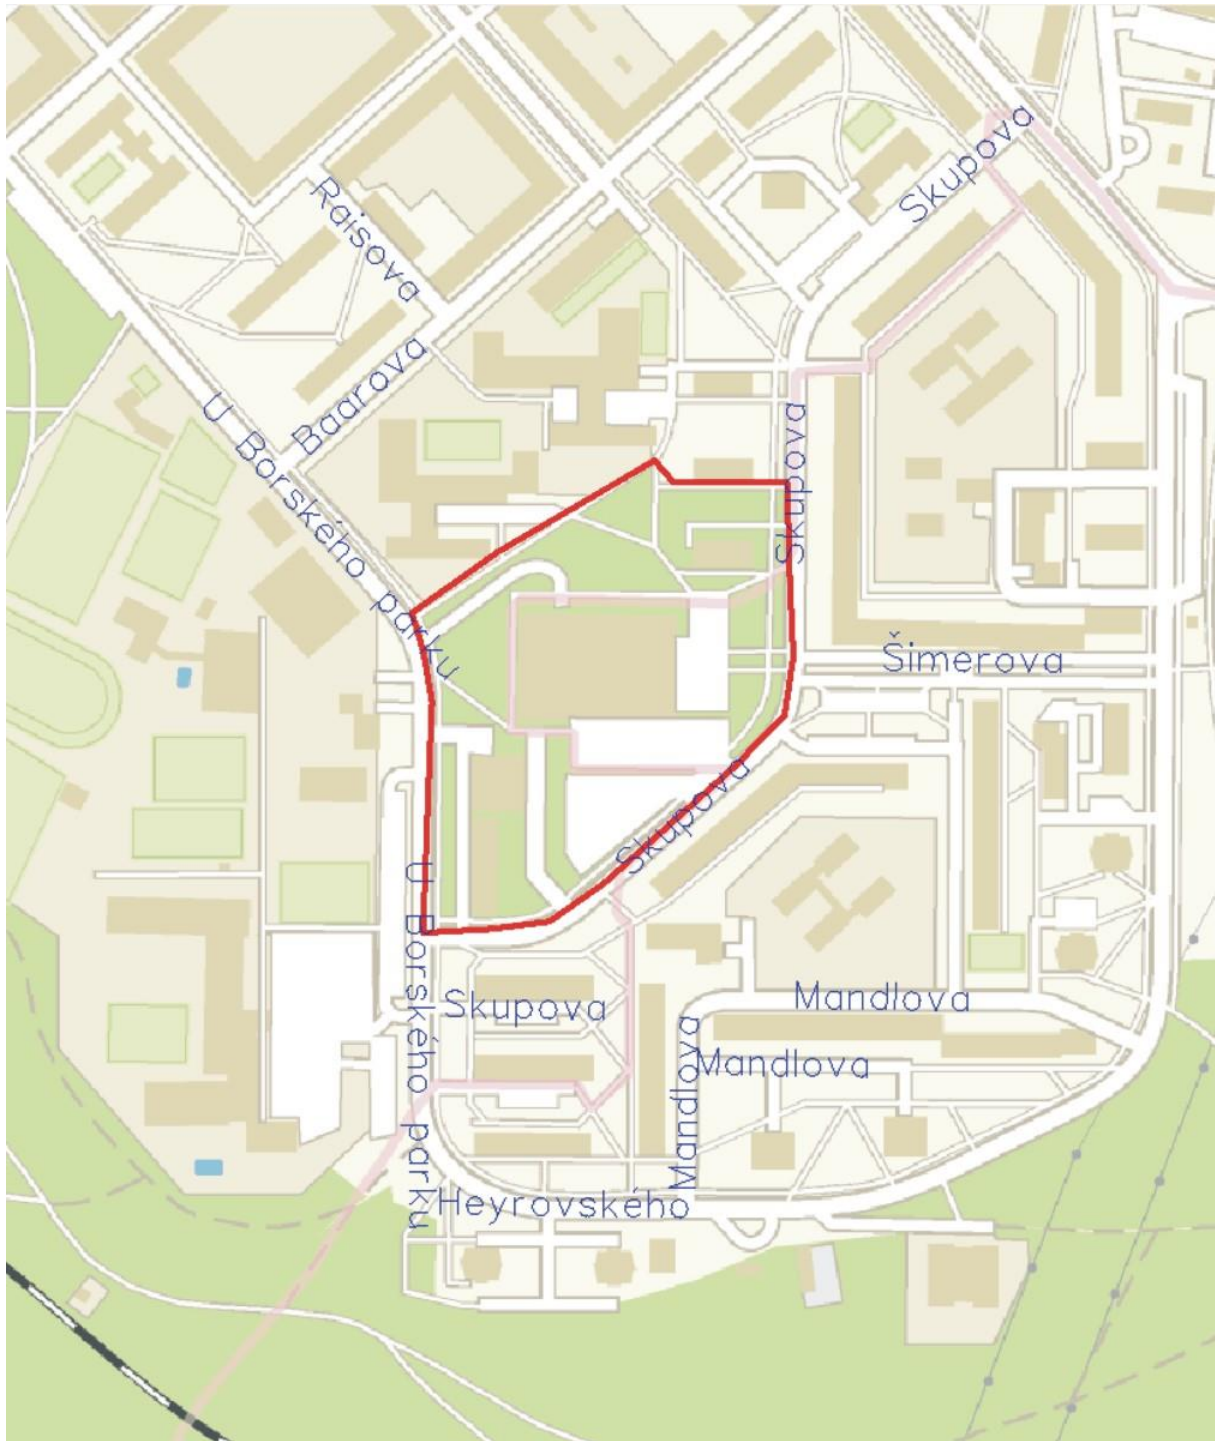 Skupova
Raisova
Baarova
U Borského parku
Skupova
Šimerova
Skupova
U Borského parku
Skupova
Mandlova
Mandlova
Mandlova
Heyrovského